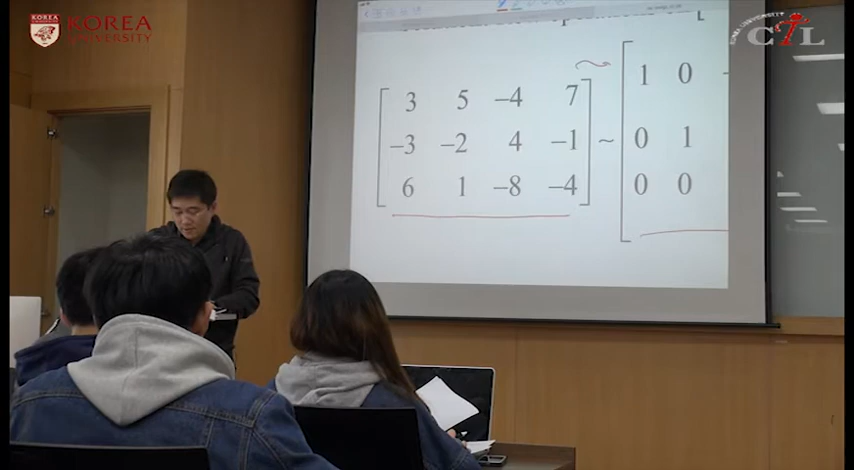 KOREA
UNIVERSITY
CTL
3 5 −4 7
−3 −2 4 −1
6 1 −8 −4
~
1 0
0 1
0 0